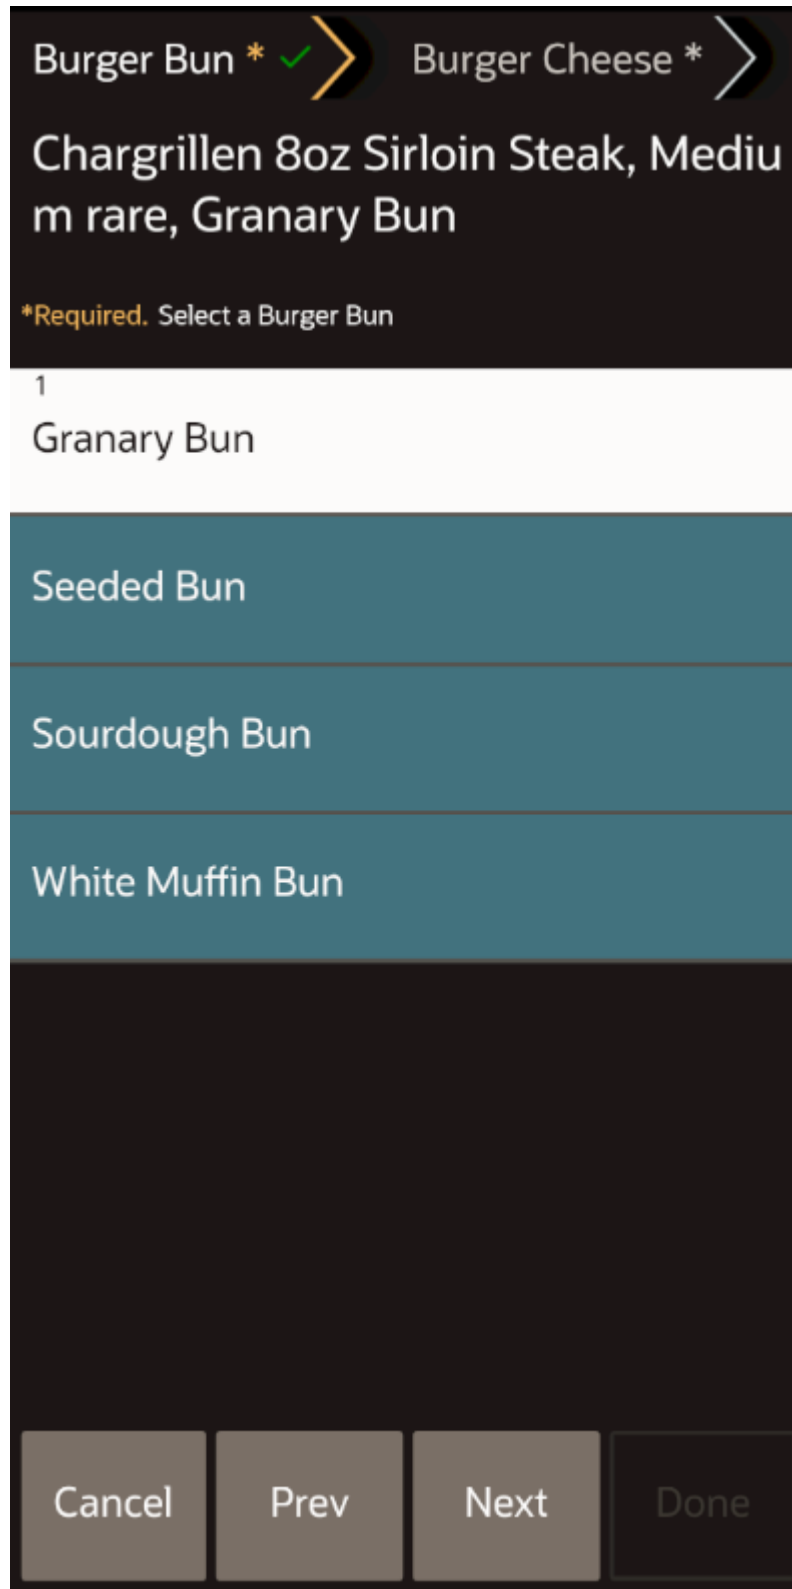 Burger Bun * ✓ Burger Cheese *
Chargrillen 8oz Sirloin Steak, Mediu
m rare, Granary Bun
*Required. Select a Burger Bun
1
Granary Bun
Seeded Bun
Sourdough Bun
White Muffin Bun
Cancel Prev Next Done